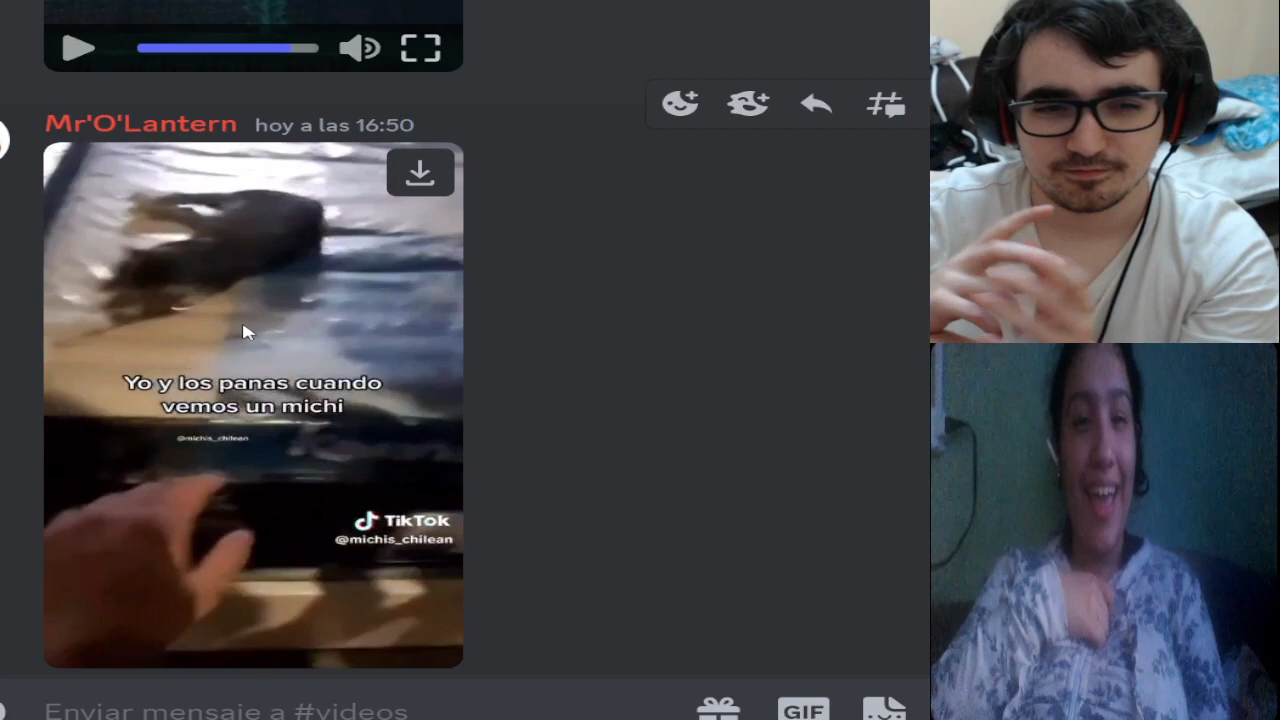 Mr'O'Lantern hoy a las 16:50
Yo y los panas cuando
vemos un michi
@michis_chilean
TikTok
@michis_chilean
Enviar mensaje a #videos
GIF